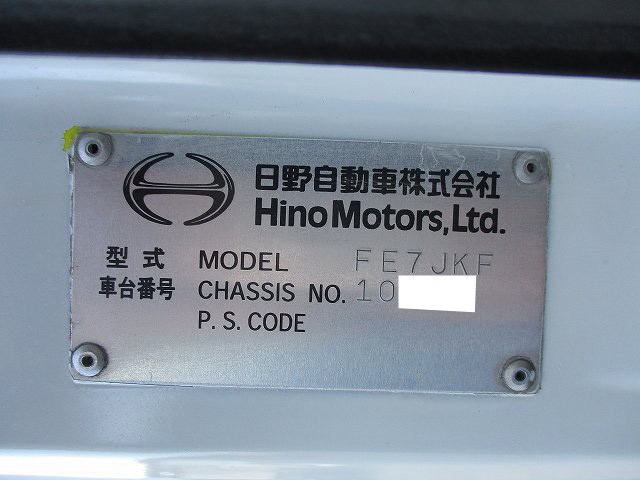 日野自動車株式会社
Hino Motors, Ltd.
型式 MODEL FE7JKF
車台番号 CHASSIS NO. 10
P. S. CODE